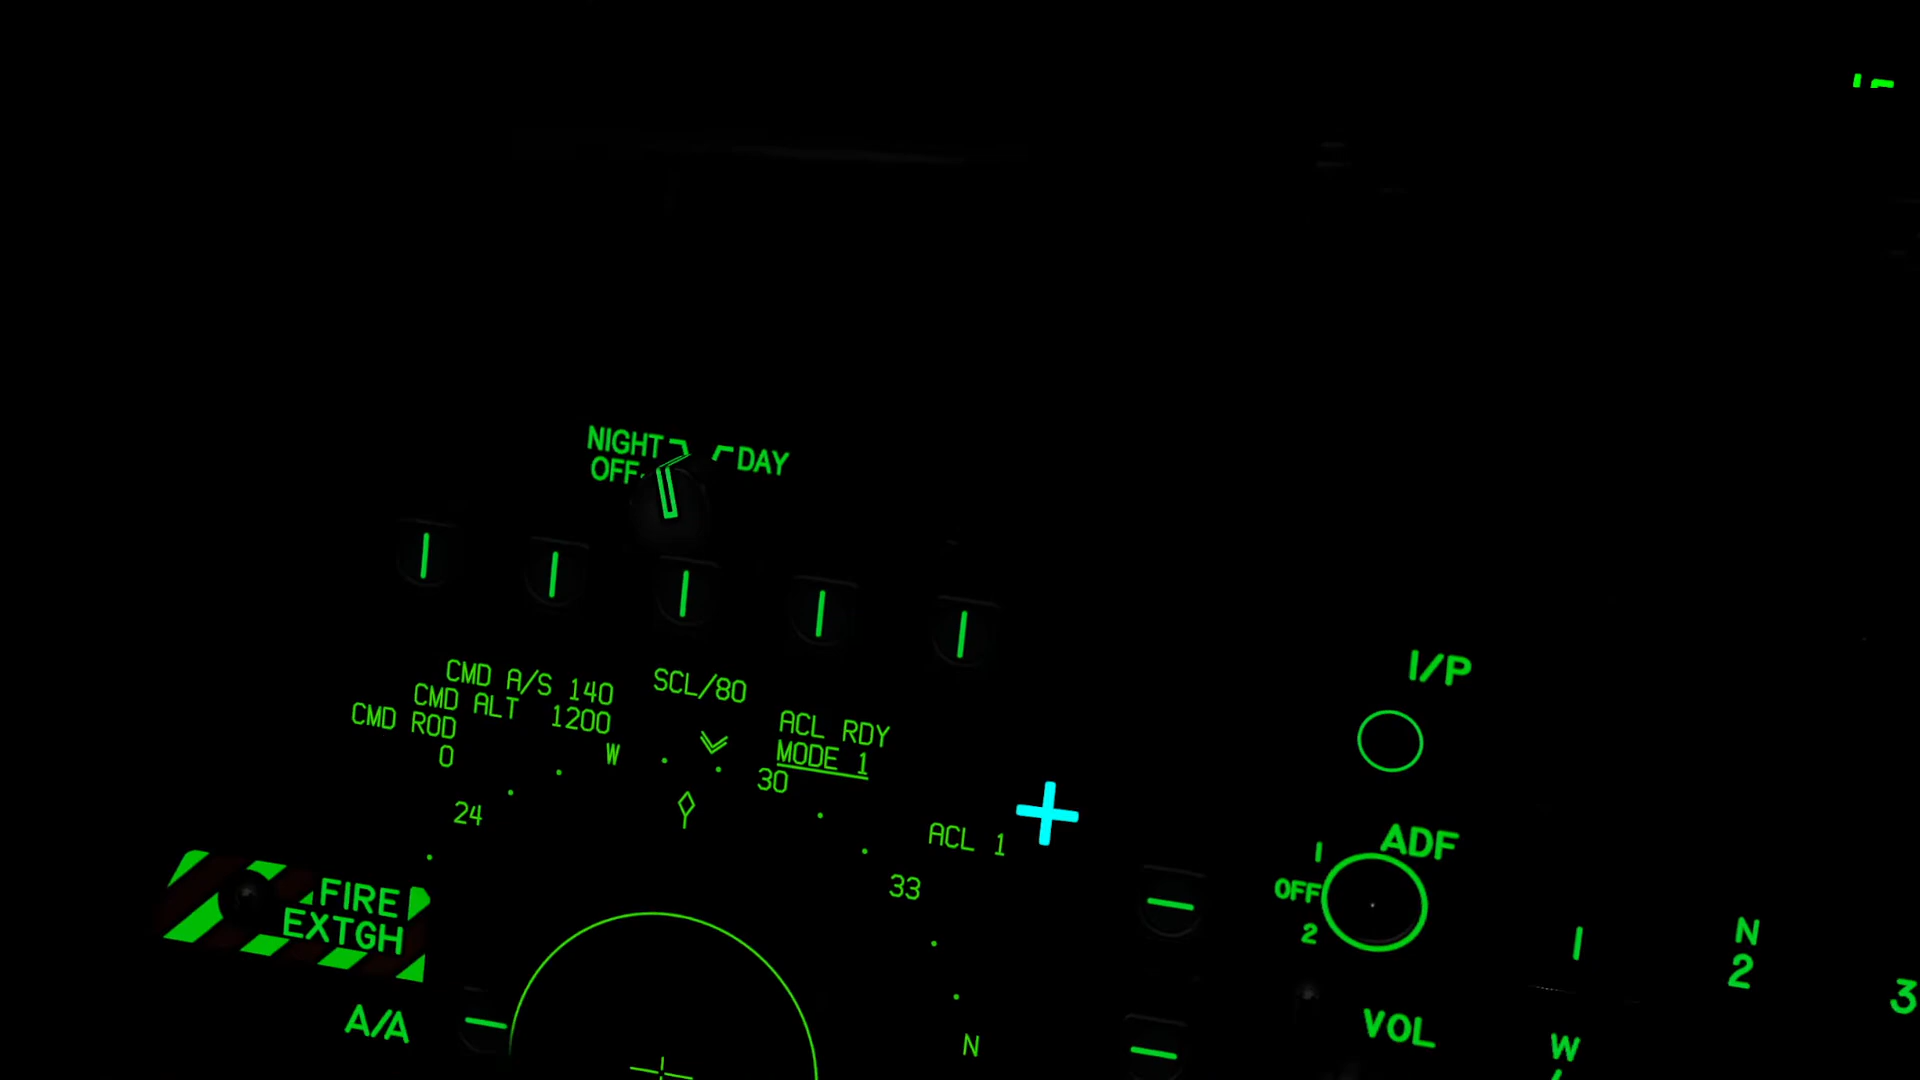 NIGHT
DAY
OFF
CMD A/S 140
SCL/80
CMD ALT 1200
CMD ROD
0
ACL RDY
MODE 1
W
30
24
ACL 1
33
N
FIRE
EXTGH
A/A
I/P
ADF
1
OFF
2
VOL
N
2
3
W